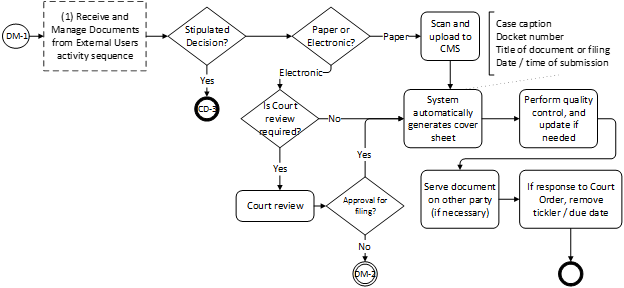 DM-1
(1) Receive and
Manage Documents
from External Users
activity sequence
Stipulated
Decision?
Yes
CD-3
Paper or
Electronic?
Paper
Electronic
Scan and
upload to
CMS
Case caption
Docket number
Title of document or filing
Date / time of submission
Is Court
review
required?
No
Yes
System
automatically
generates cover
sheet
Perform quality
control, and
update if
needed
Court review
Approval for
filing?
Yes
No
DM-2
Serve document
on other party
(if necessary)
If response to Court
Order, remove
tickler / due date